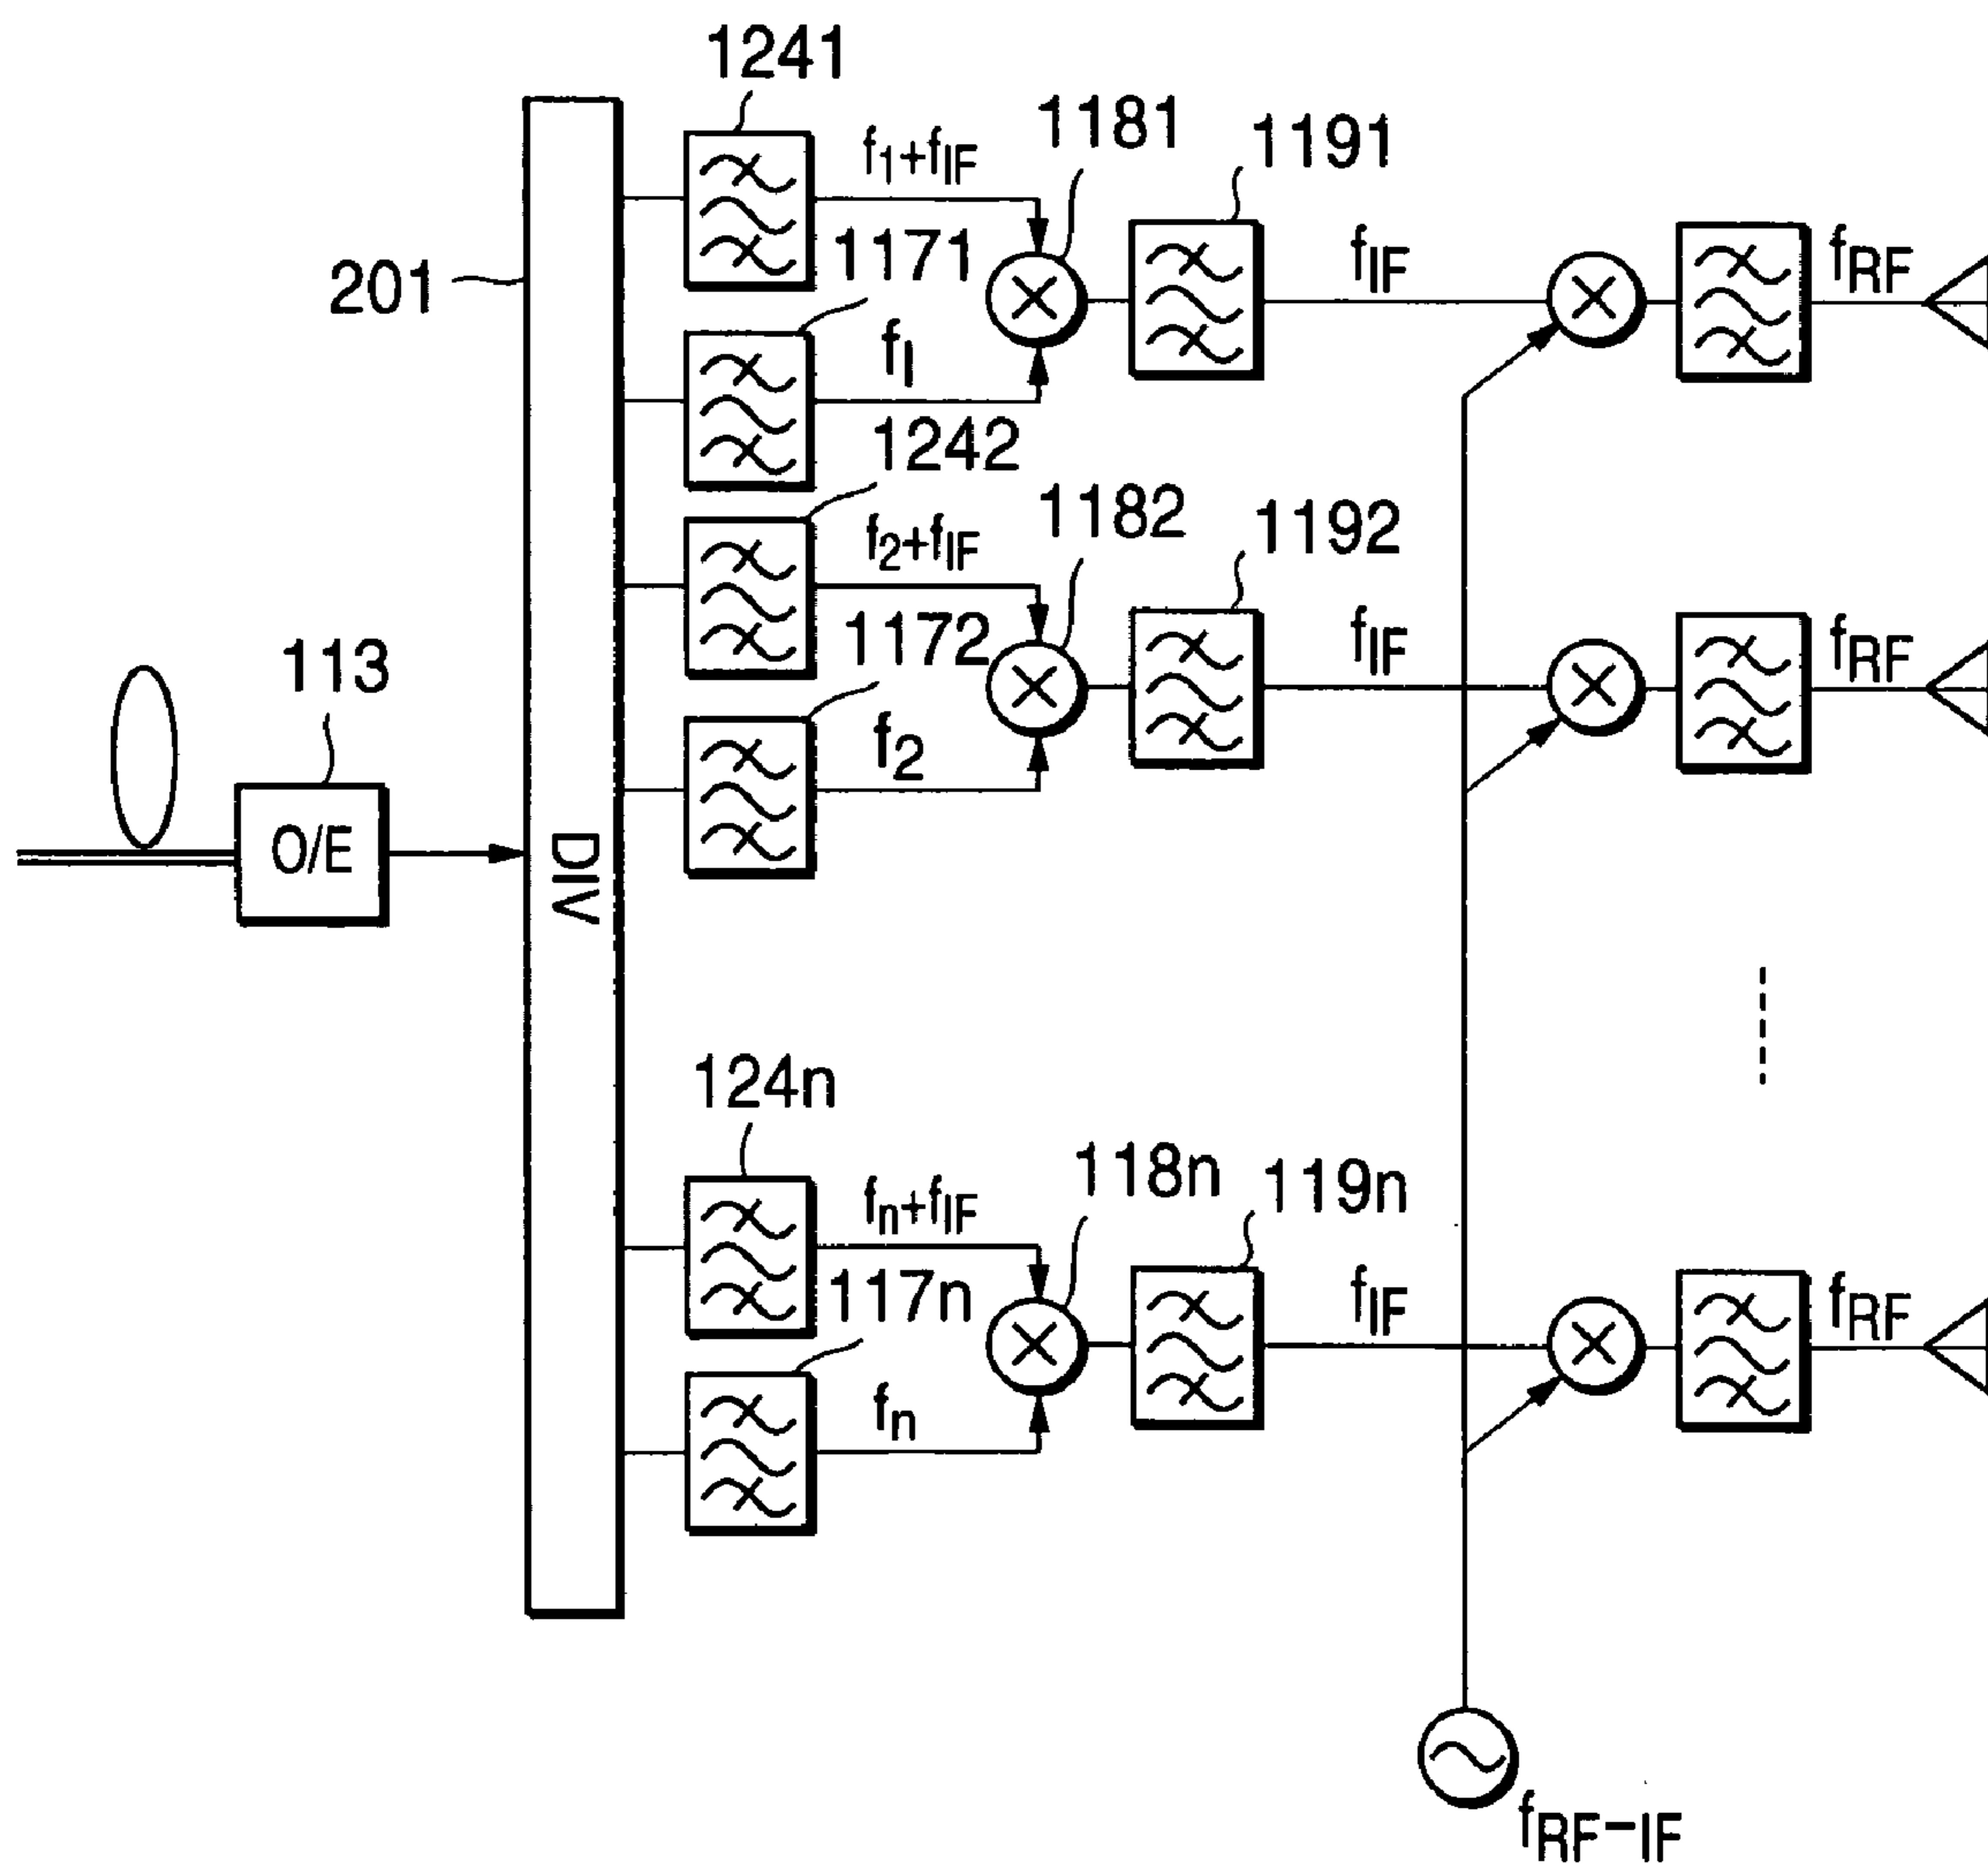 1241
f1+fIF
1181
1191
1171
201
fIF
fRF
f1
1242
1182
1192
f2+fIF
1172
fIF
fRF
113
f2
O/E
DIV
124n
118n
119n
fn+fIF
117n
fIF
fRF
fn
fRF-IF